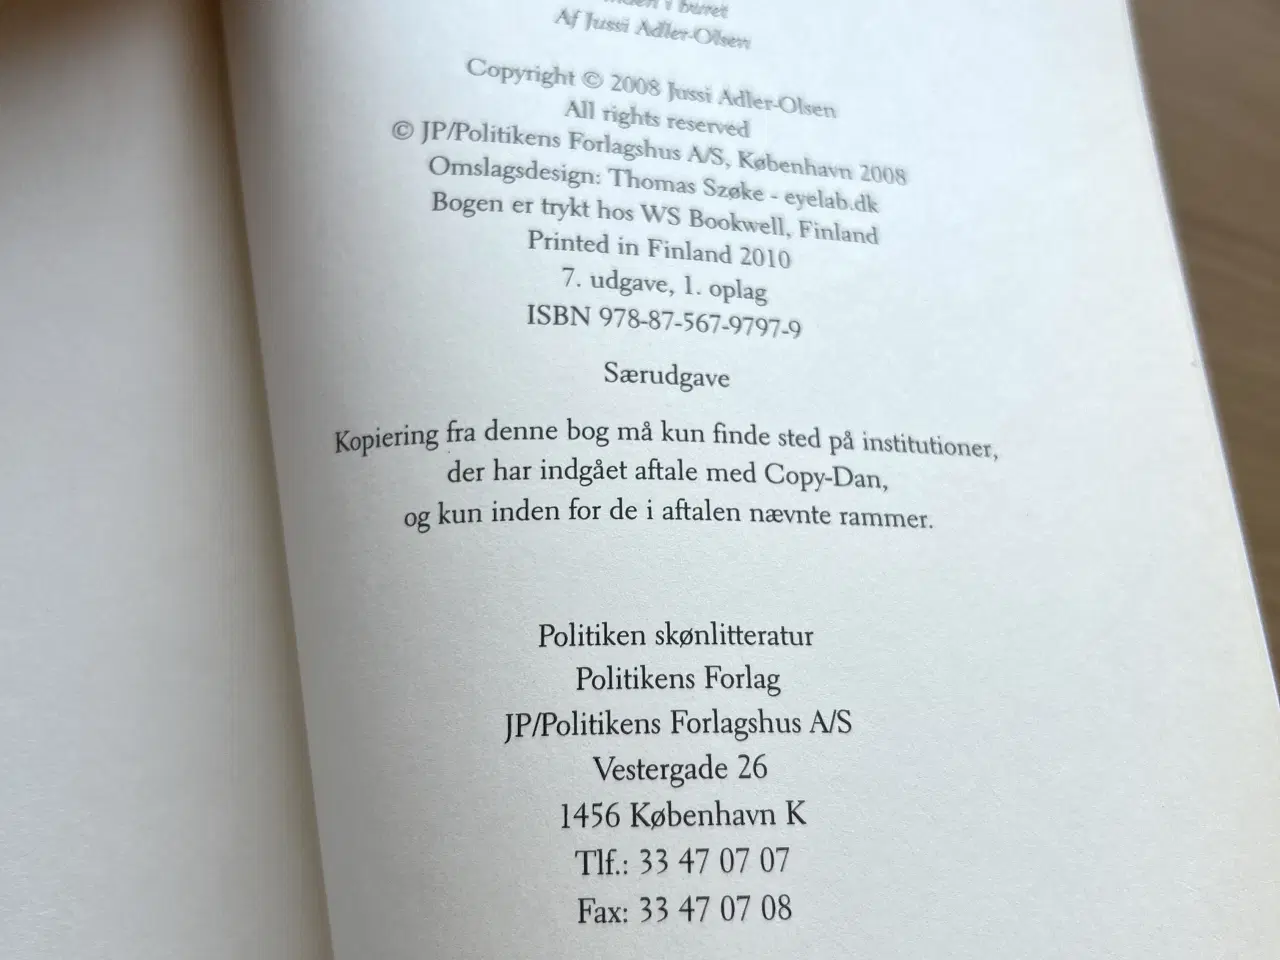 i buret
Af Jussi Adler-Olsen
Copyright © 2008 Jussi Adler-Olsen
All rights reserved
© JP/Politikens Forlagshus A/S, København 2008
Omslagsdesign: Thomas Szøke - eyelab.dk
Bogen er trykt hos WS Bookwell, Finland
Printed in Finland 2010
7. udgave, 1. oplag
ISBN 978-87-567-9797-9
Særudgave
Kopiering fra denne bog må kun finde sted på institutioner,
der har indgået aftale med Copy-Dan,
og kun inden for de i aftalen nævnte rammer.
Politiken skønlitteratur
Politikens Forlag
JP/Politikens Forlagshus A/S
Vestergade 26
1456 København K
Tlf.: 33 47 07 07
Fax: 33 47 07 08